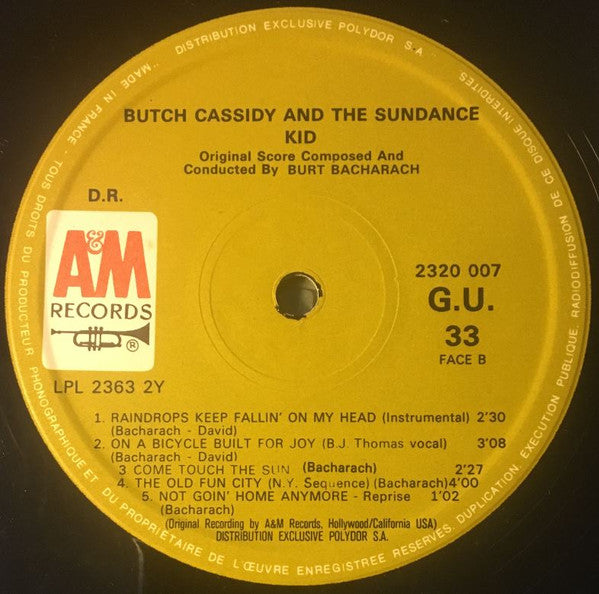 .. MADE IN FRANCE · TOUS DROITS DU PRODUCTEUR PHONOGRAPHIQUE ET DU PROPRIETAIRE DE L'ŒUVRE ENREGISTREE RESERVES. DUPLICATION. EXECUTION PUBLIQUE. RADIODIFFUSION DE CE DISQUE INTERDITES
DISTRIBUTION EXCLUSIVE POLYDOR S.A.
BUTCH CASSIDY AND THE SUNDANCE
KID
Original Score Composed And
Conducted By BURT BACHARACH
D.R.
A&M
RECORDS
®
2320 007
G.U.
33
FACE B
LPL 2363 2Y
1. RAINDROPS KEEP FALLIN' ON MY HEAD (Instrumental) 2'30
(Bacharach - David)
2. ON A BICYCLE BUILT FOR JOY (B.J. Thomas vocal) 3'08
(Bacharach - David)
3 COME TOUCH THE SUN (Bacharach) 2'27
4. THE OLD FUN CITY (N.Y. Sequence) (Bacharach) 4'00
5. NOT GOIN' HOME ANYMORE - Reprise 1'02
(Bacharach)
(Original Recording by A&M Records, Hollywood/California USA)
DISTRIBUTION EXCLUSIVE POLYDOR S.A.